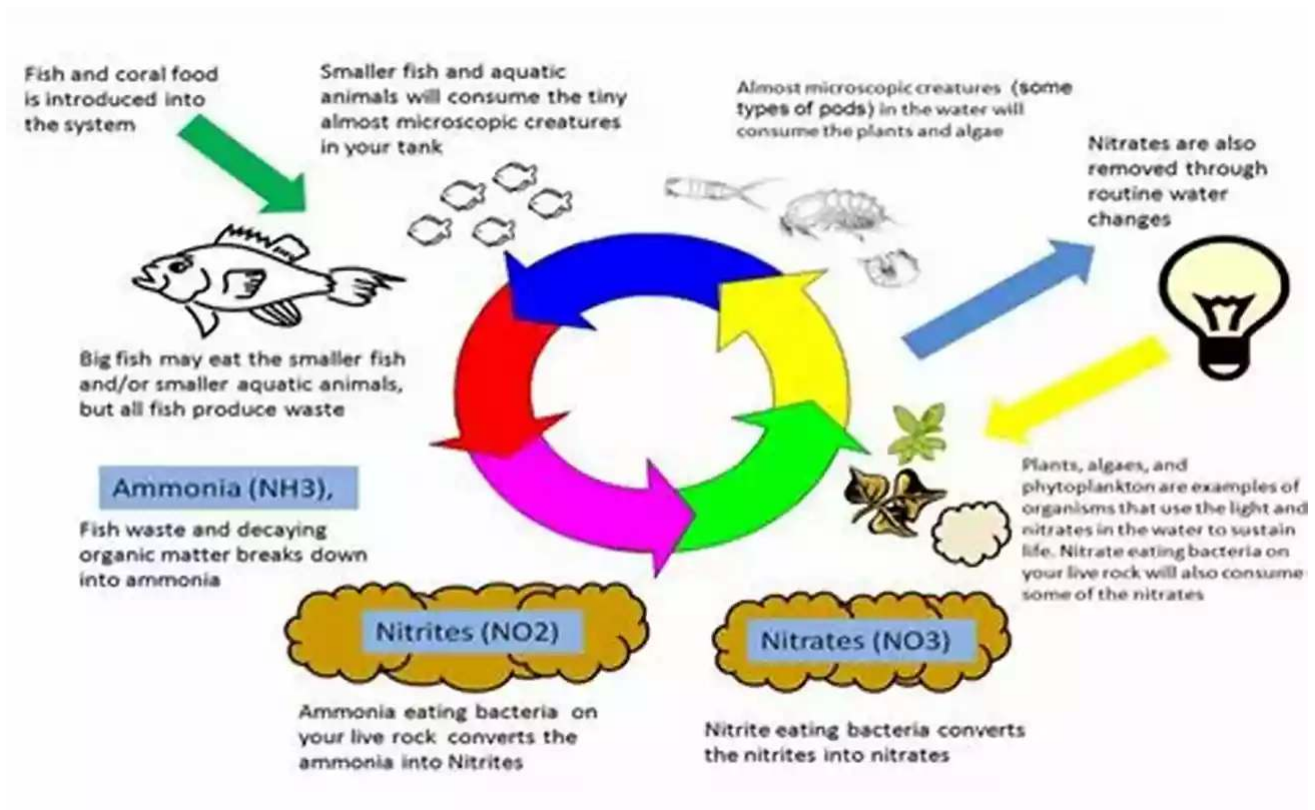 Fish and coral food
is introduced into
the system
Smaller fish and aquatic
animals will consume the tiny
almost microscopic creatures
in your tank
Almost microscopic creatures (some
types of pods) in the water will
consume the plants and algae
Nitrates are also
removed through
routine water
changes
Big fish may eat the smaller fish
and/or smaller aquatic animals,
but all fish produce waste
Ammonia (NH3),
Fish waste and decaying
organic matter breaks down
into ammonia
Plants, algaes, and
phytoplankton are examples of
organisms that use the light and
nitrates in the water to sustain
life. Nitrate eating bacteria on
your live rock will also consume
some of the nitrates
Nitrites (NO2)
Ammonia eating bacteria on
your live rock converts the
ammonia into Nitrites
Nitrates (NO3)
Nitrite eating bacteria converts
the nitrites into nitrates